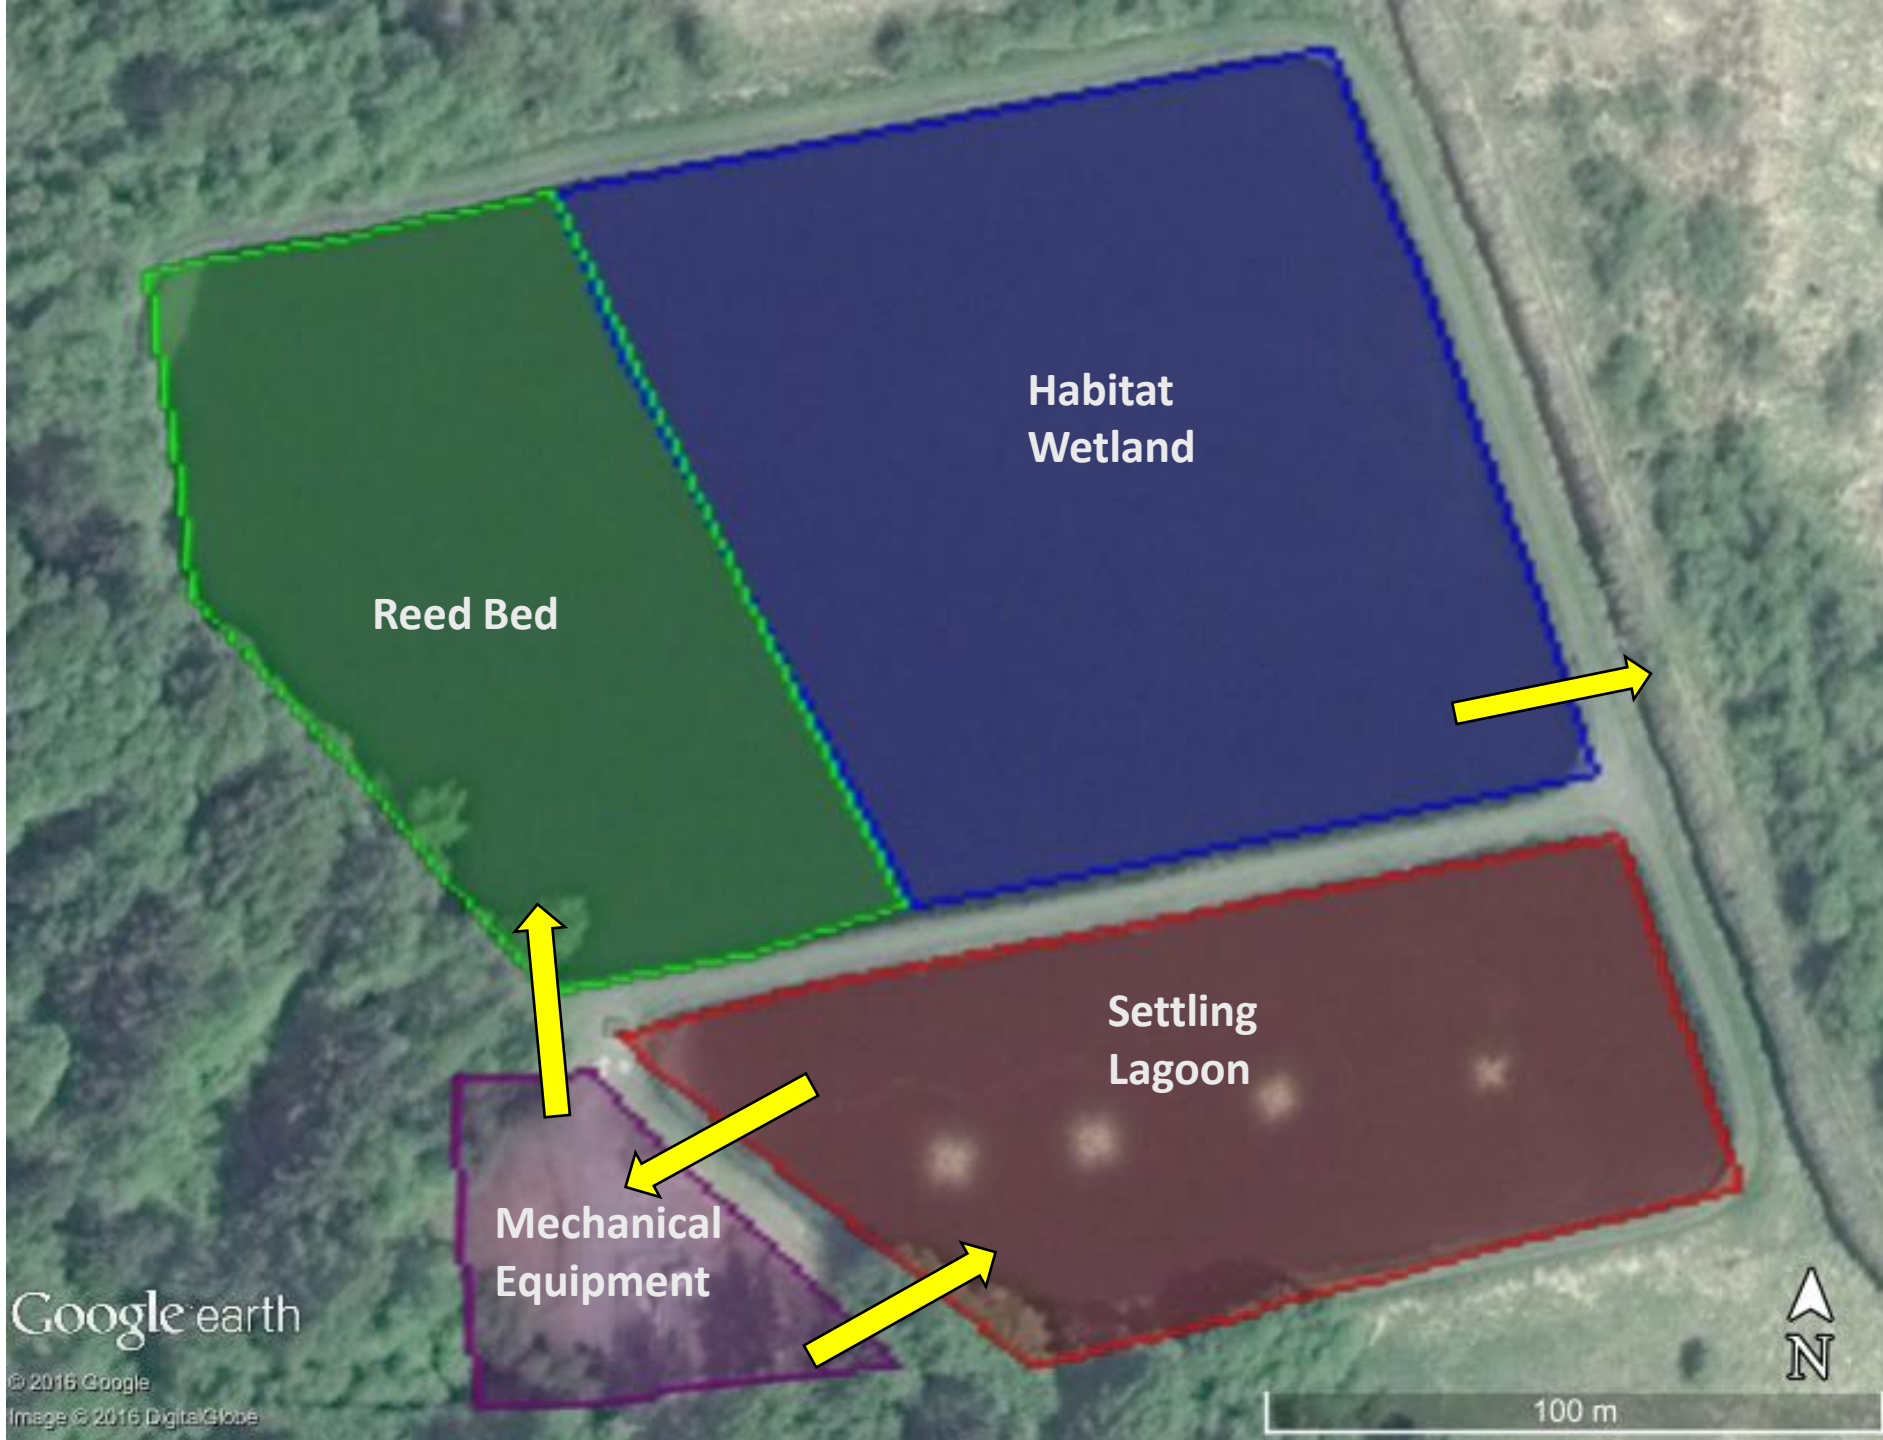 Habitat
Wetland
Reed Bed
Settling
Lagoon
Mechanical
Equipment
Google earth
© 2016 Google
Image © 2016 DigitalGlobe
N
100 m